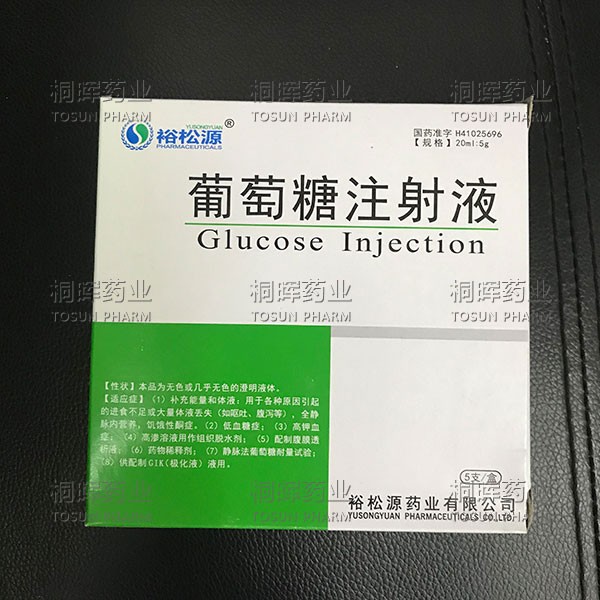 桐晖药业 桐晖药业 桐晖药业
TOSUN PHARM TOSUN PHARM TOSUN PHARM
YUSONGYUAN
裕松源®
PHARMACEUTICALS
国药准字 H41025696
【规格】20ml:5g
葡萄糖注射液
Glucose Injection
桐晖药业 桐晖药业 桐晖药业
TOSUN PHARM TOSUN PHARM TOSUN PHARM
【性状】本品为无色或几乎无色的澄明液体。
【适应症】（1）补充能量和体液；用于各种原因引起
的进食不足或大量体液丢失（如呕吐、腹泻等），全静
脉内营养，饥饿性酮症。（2）低血糖症；（3）高钾血
症；（4）高渗溶液用作组织脱水剂；（5）配制腹膜透
析液；（6）药物稀释剂；（7）静脉法葡萄糖耐量试验；
（8）供配制GIK(极化液）液用。
5支/盒
桐晖药业 桐晖药业 桐晖药业
TOSUN PHARM TOSUN PHARM TOSUN PHARM
裕松源药业有限公司
YUSONGYUAN PHARMACEUTICALS CO.,LTD.